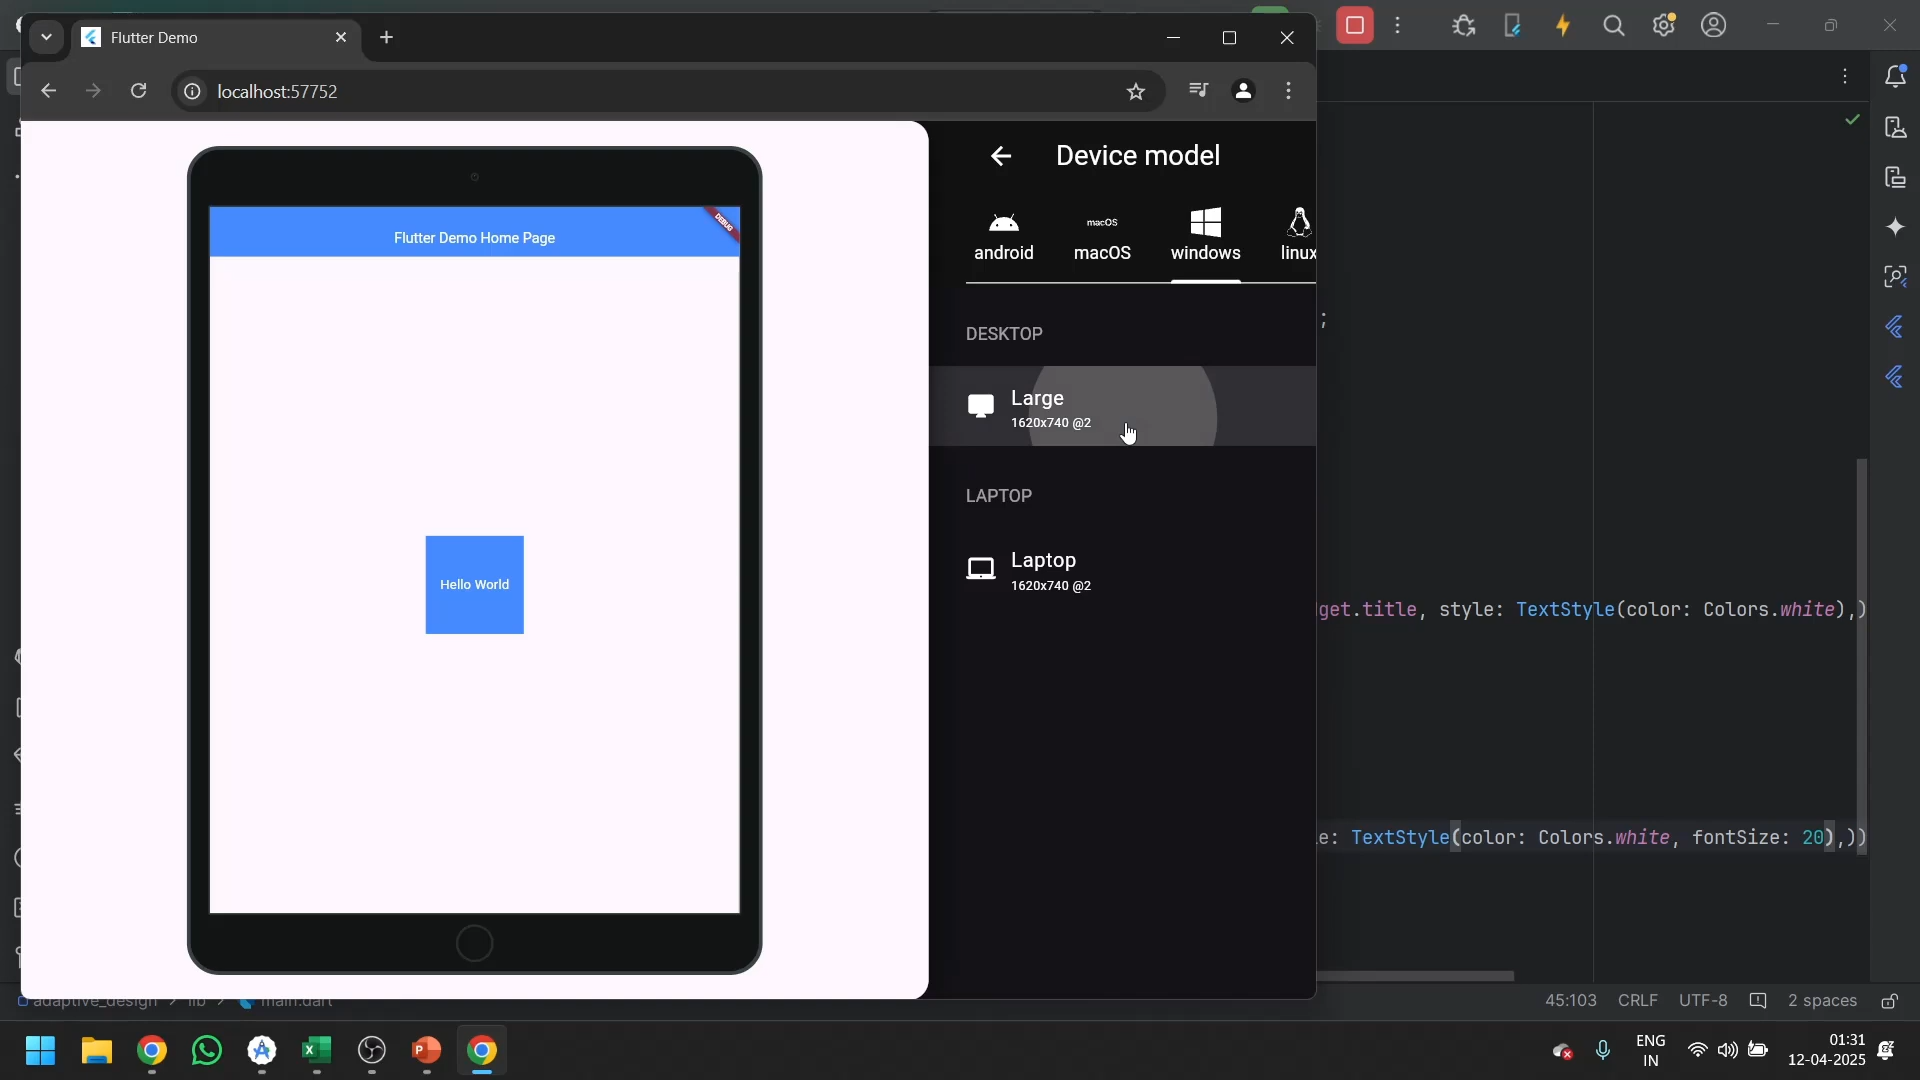 Flutter Demo
localhost:57752
Device model
android
macOS
macOS
windows
linux
DESKTOP
Large
1620x740 @2
LAPTOP
Laptop
1620x740 @2
Flutter Demo Home Page
DEBUG
Hello World
;
get.title, style: TextStyle(color: Colors.white),)
e: TextStyle(color: Colors.white, fontSize: 20),))
adaptive_design > lib > main.dart
45:103 CRLF UTF-8 2 spaces
ENG
IN
01:31
12-04-2025